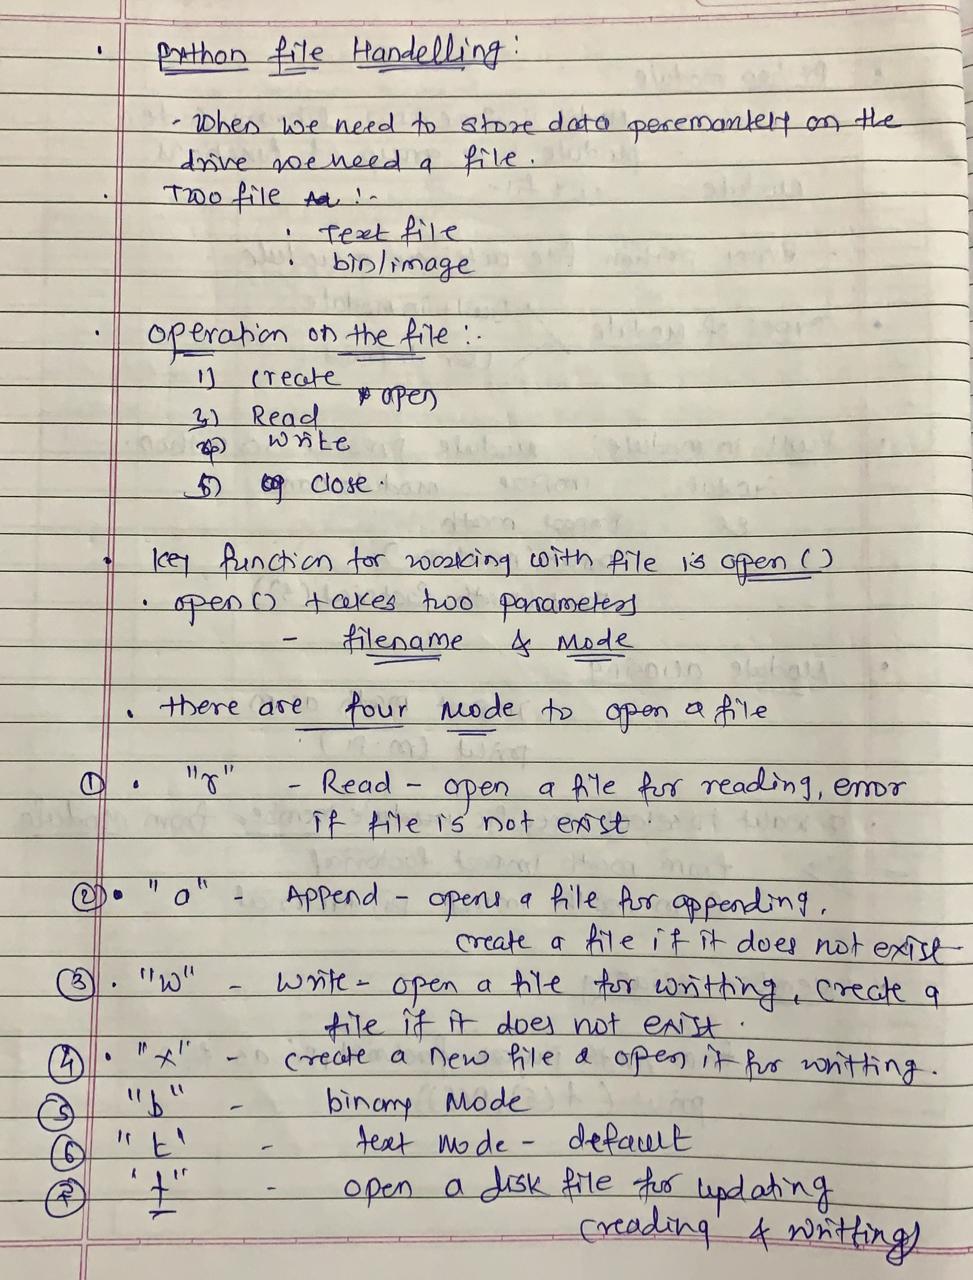 • Python file Handelling:
- When we need to store data peremantely on the
drive we need a file.
• Two file :-
• Text file
• bin/image
• Operation on the file :-
1) Create
• open
3) Read
4) Write
5) close.
• Key function for working with file is open ()
• open () takes two parameters
- filename & Mode
• there are four Mode to open a file
① • "r" - Read - open a file for reading, error
if file is not exist.
② • "a" - Append - opens a file for appending,
create a file if it does not exist
③ • "w" - Write - open a file for writting, create a
file if it does not exist.
④ • "x" - create a new file & open it for writting.
⑤ "b" - binary Mode
⑥ "t" - text Mode - default
⑦ "+" - open a disk file for updating
(reading & writting)